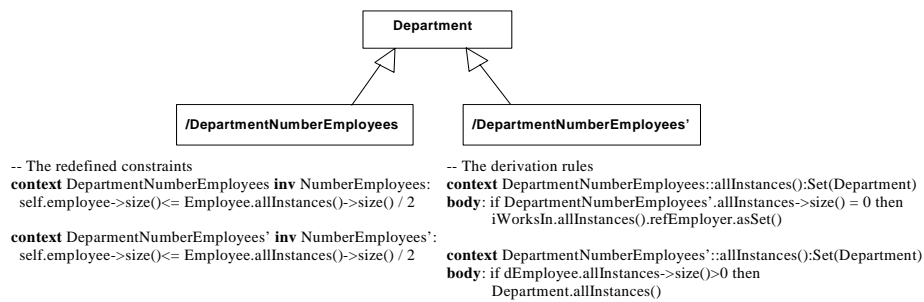 Department
/DepartmentNumberEmployees
/DepartmentNumberEmployees’
-- The redefined constraints
context DepartmentNumberEmployees inv NumberEmployees:
self.employee->size()<= Employee.allInstances()->size() / 2
context DeparmentNumberEmployees’ inv NumberEmployees’:
self.employee->size()<= Employee.allInstances()->size() / 2
-- The derivation rules
context DepartmentNumberEmployees::allInstances():Set(Department)
body: if DepartmentNumberEmployees’.allInstances->size() = 0 then
iWorksIn.allInstances().refEmployer.asSet()
context DepartmentNumberEmployees’::allInstances():Set(Department)
body: if dEmployee.allInstances->size()>0 then
Department.allInstances()